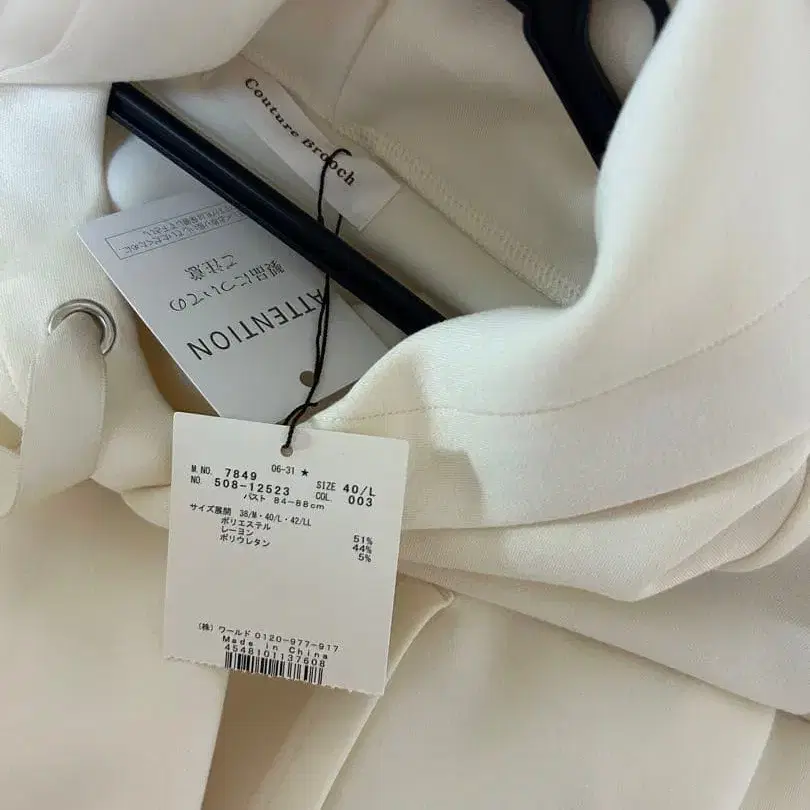 Couture Brooch
ATTENTION
製品についての
ご注意
M.NO. 7849 06-31 ★ SIZE 40/L
NO. 508-12523 COL. 003
バスト 84-88cm
サイズ展開 38/M・40/L・42/LL
ポリエステル 51%
レーヨン 44%
ポリウレタン 5%
(株) ワールド 0120-977-917
Made in China
4548101137608